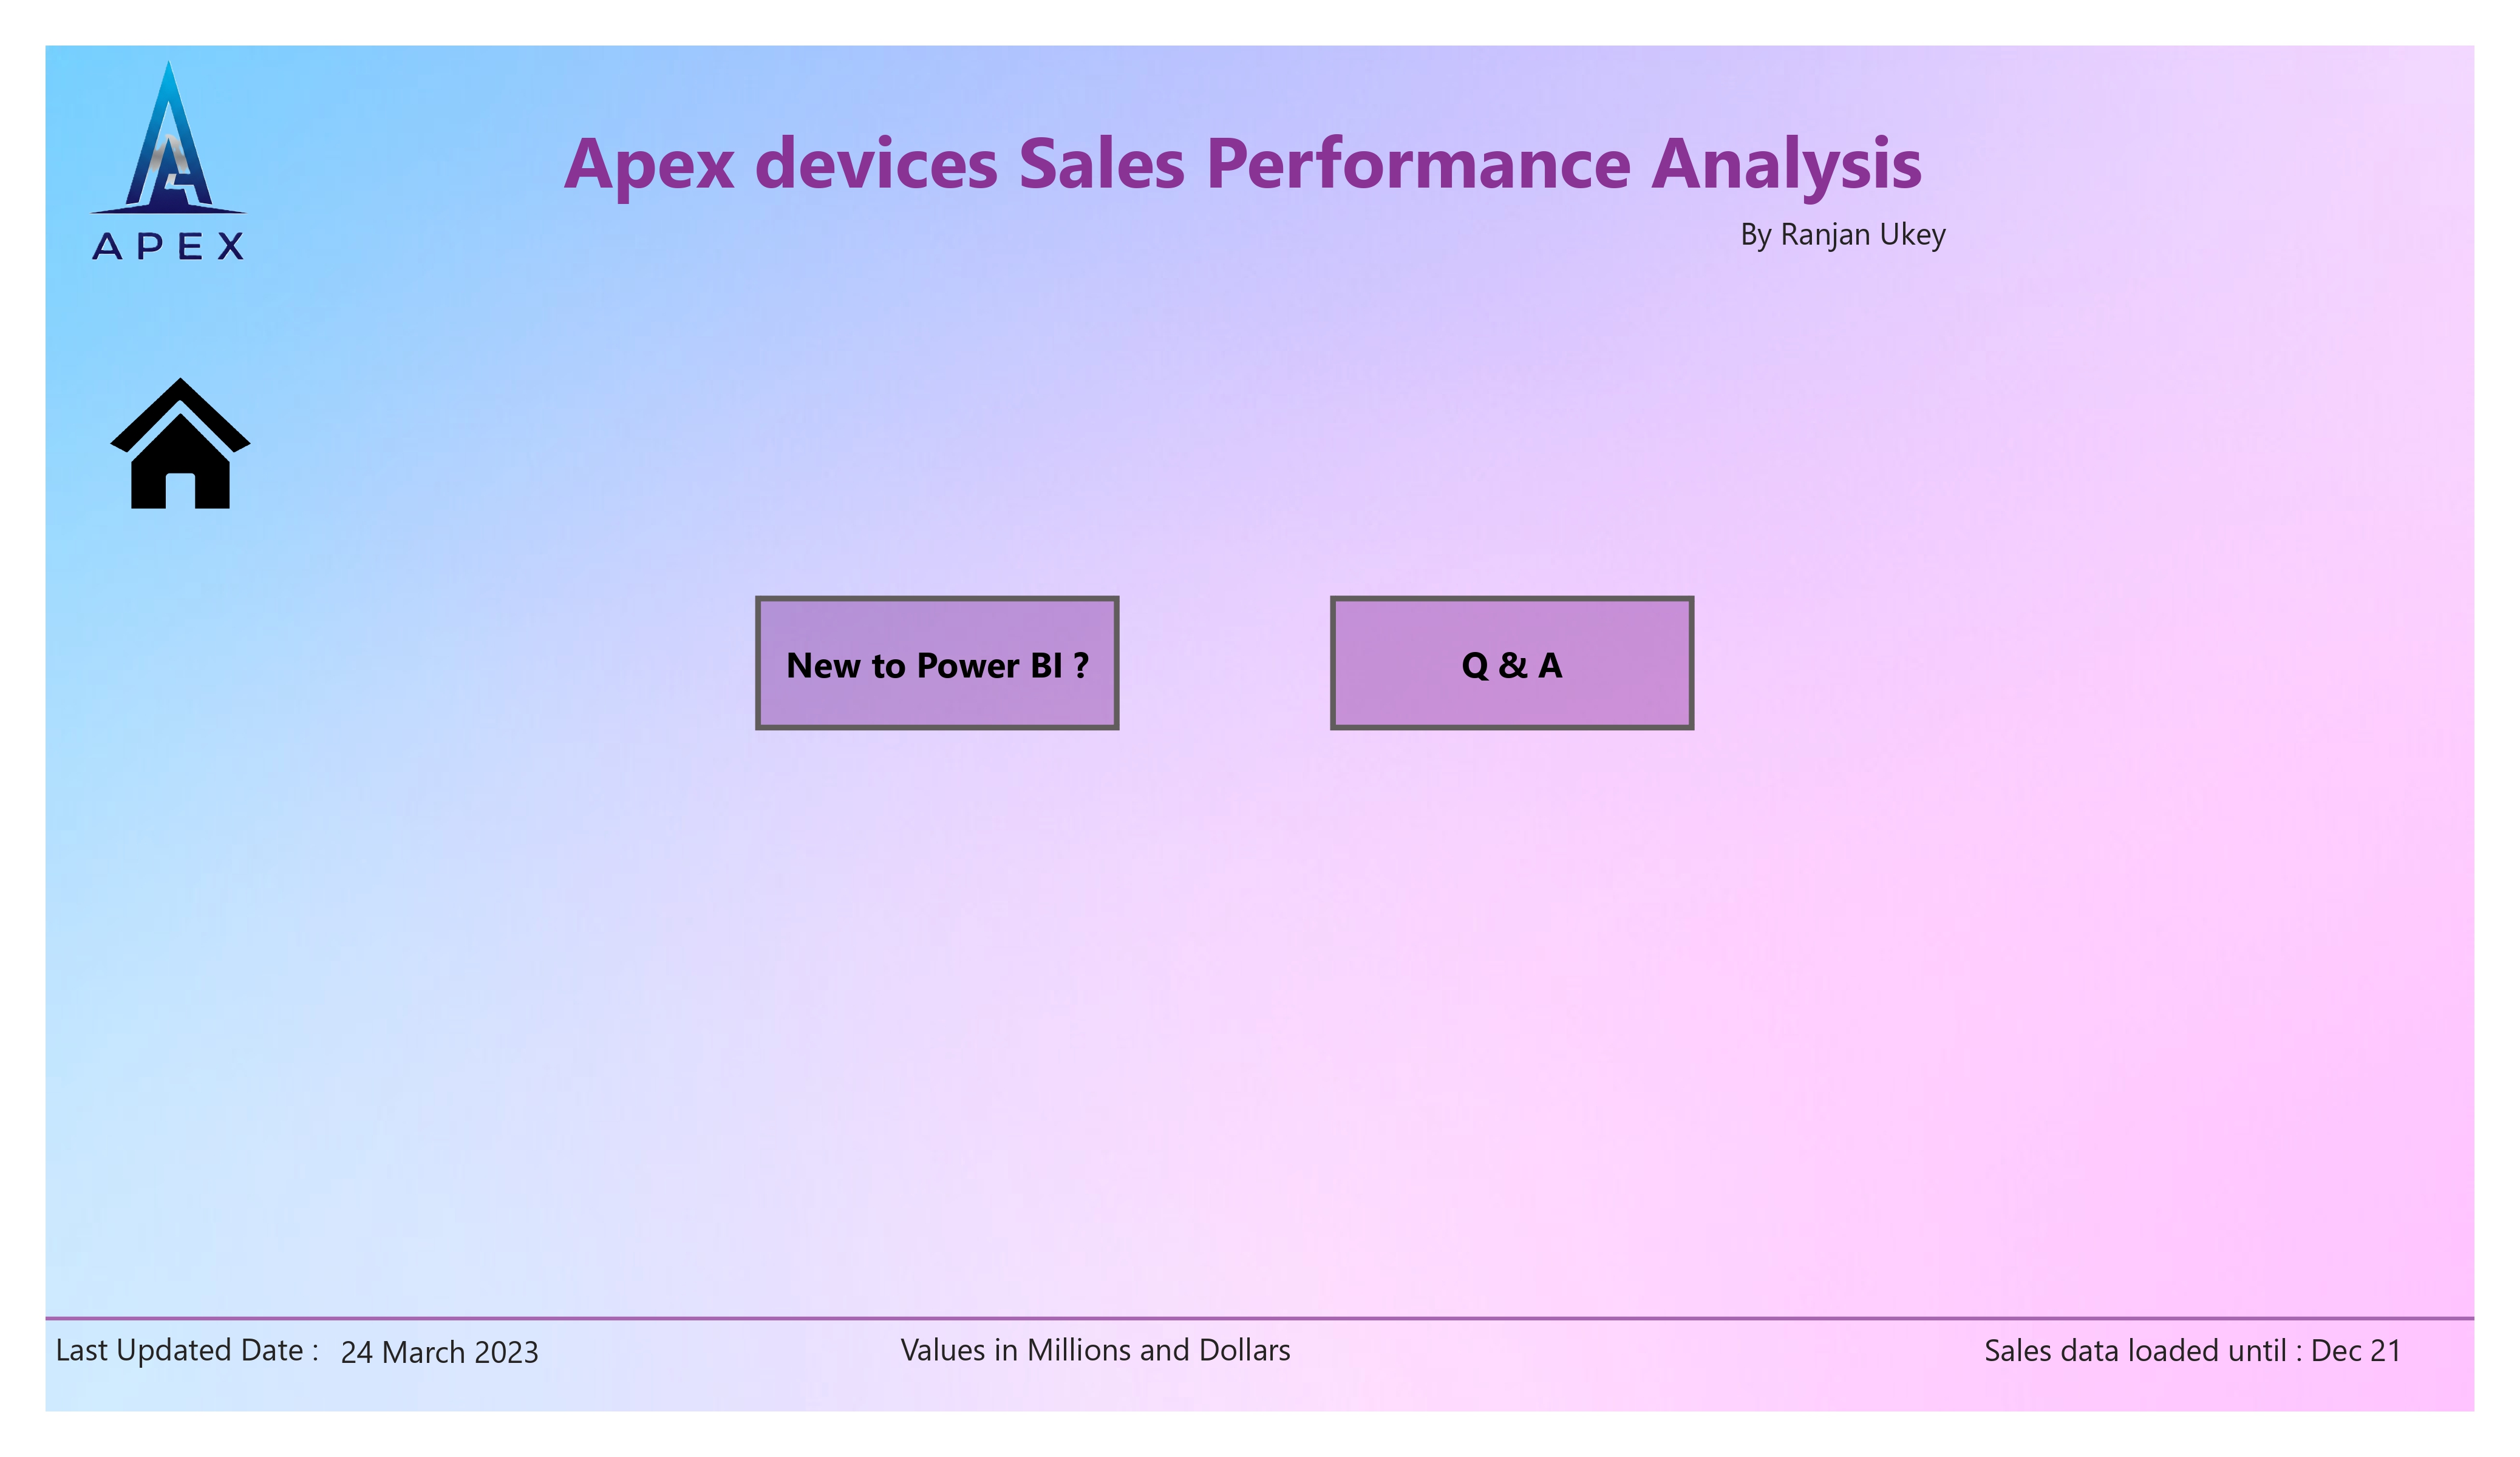 APEX
Apex devices Sales Performance Analysis
By Ranjan Ukey
New to Power BI ?
Q & A
Last Updated Date : 24 March 2023
Values in Millions and Dollars
Sales data loaded until : Dec 21